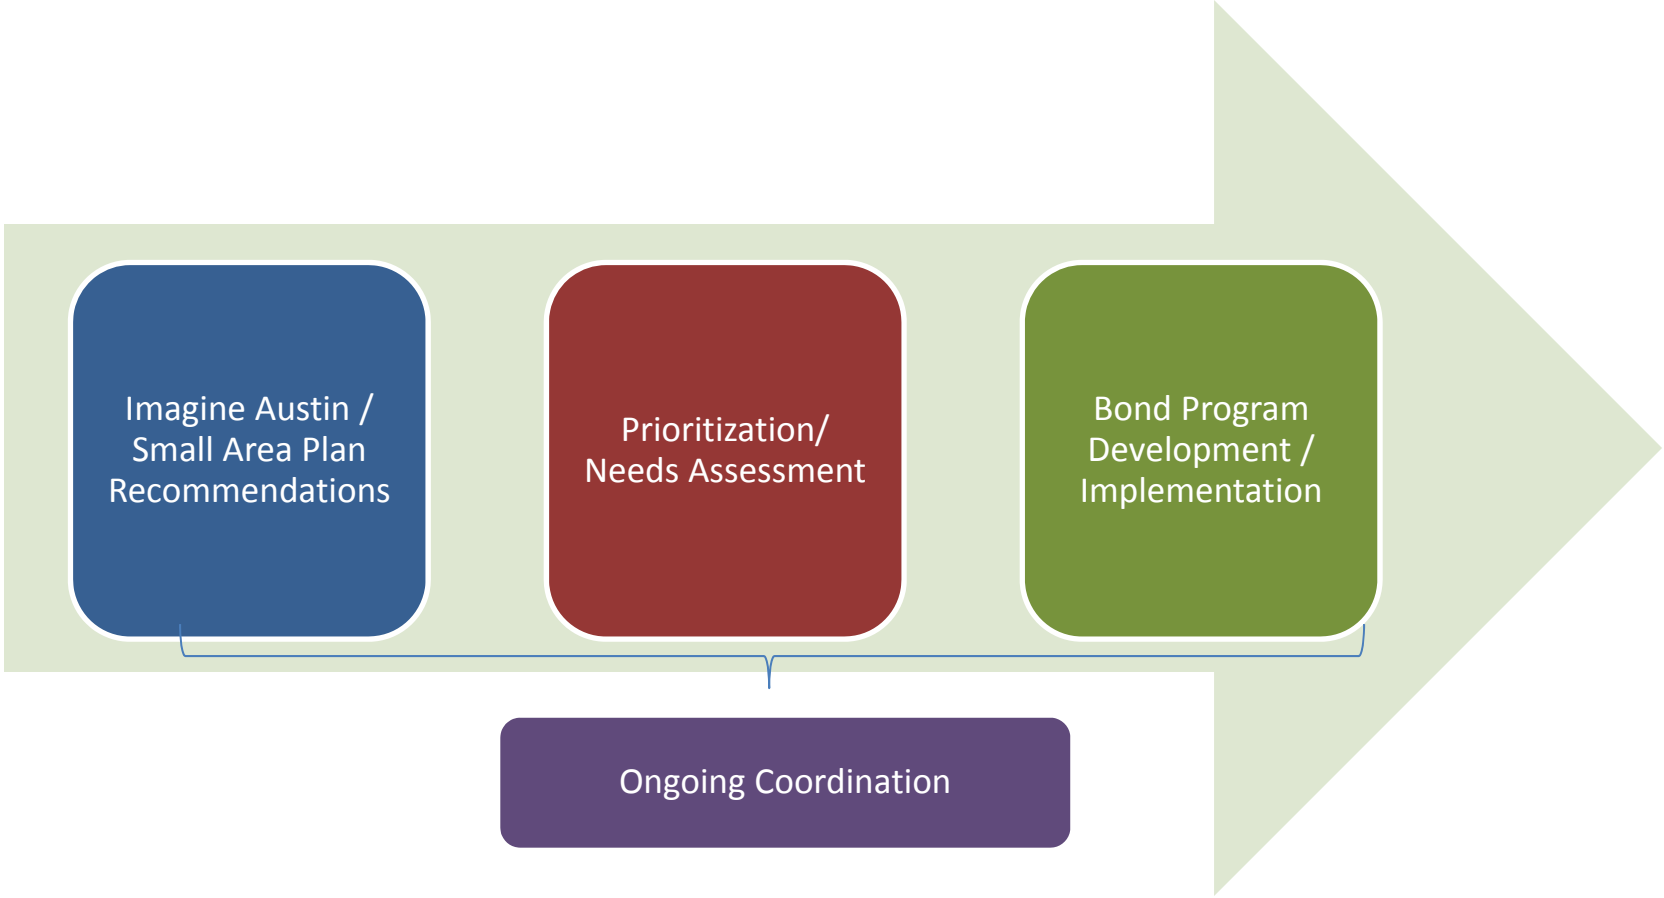 Imagine Austin /
Small Area Plan
Recommendations
Prioritization/
Needs Assessment
Bond Program
Development /
Implementation
Ongoing Coordination